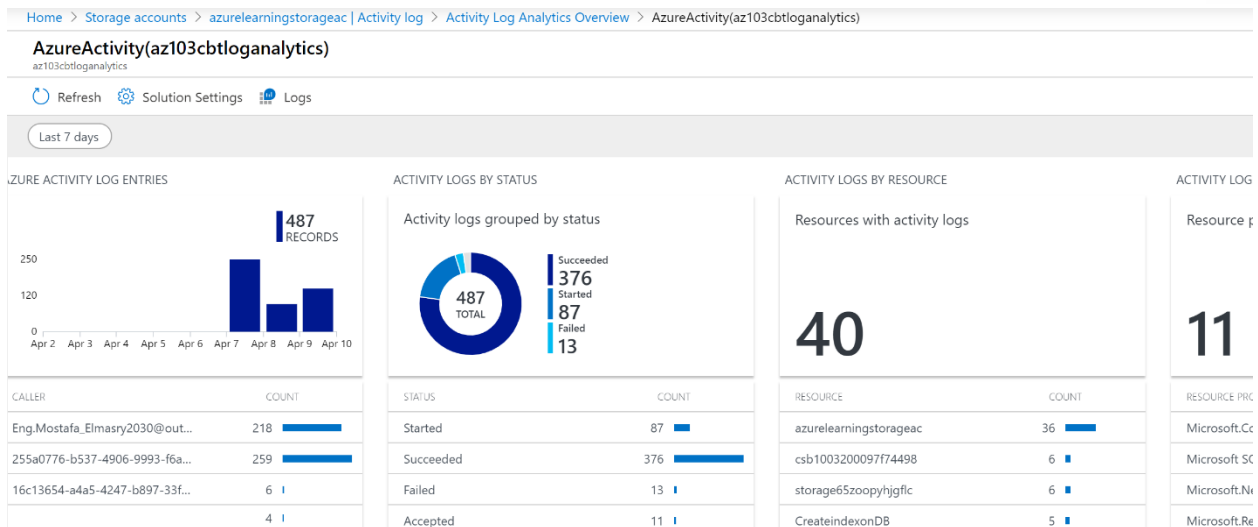 Home > Storage accounts > azurelearningstorageac | Activity log > Activity Log Analytics Overview > AzureActivity(az103cbtloganalytics)
AzureActivity(az103cbtloganalytics)
az103cbtloganalytics
Refresh Solution Settings Logs
Last 7 days
AZURE ACTIVITY LOG ENTRIES
487
RECORDS
250
120
0
Apr 2 Apr 3 Apr 4 Apr 5 Apr 6 Apr 7 Apr 8 Apr 9 Apr 10
CALLER COUNT
Eng.Mostafa_Elmasry2030@out... 218
255a0776-b537-4906-9993-f6a... 259
16c13654-a4a5-4247-b897-33f... 6
4
ACTIVITY LOGS BY STATUS
Activity logs grouped by status
487
TOTAL
Succeeded
376
Started
87
Failed
13
STATUS COUNT
Started 87
Succeeded 376
Failed 13
Accepted 11
ACTIVITY LOGS BY RESOURCE
Resources with activity logs
40
RESOURCE COUNT
azurelearningstorageac 36
csb1003200097f74498 6
storage65zoopyhjgflc 6
CreateindexonDB 5
ACTIVITY LOG
Resource p
11
RESOURCE PRO
Microsoft.Co
Microsoft SQ
Microsoft.Ne
Microsoft.Re